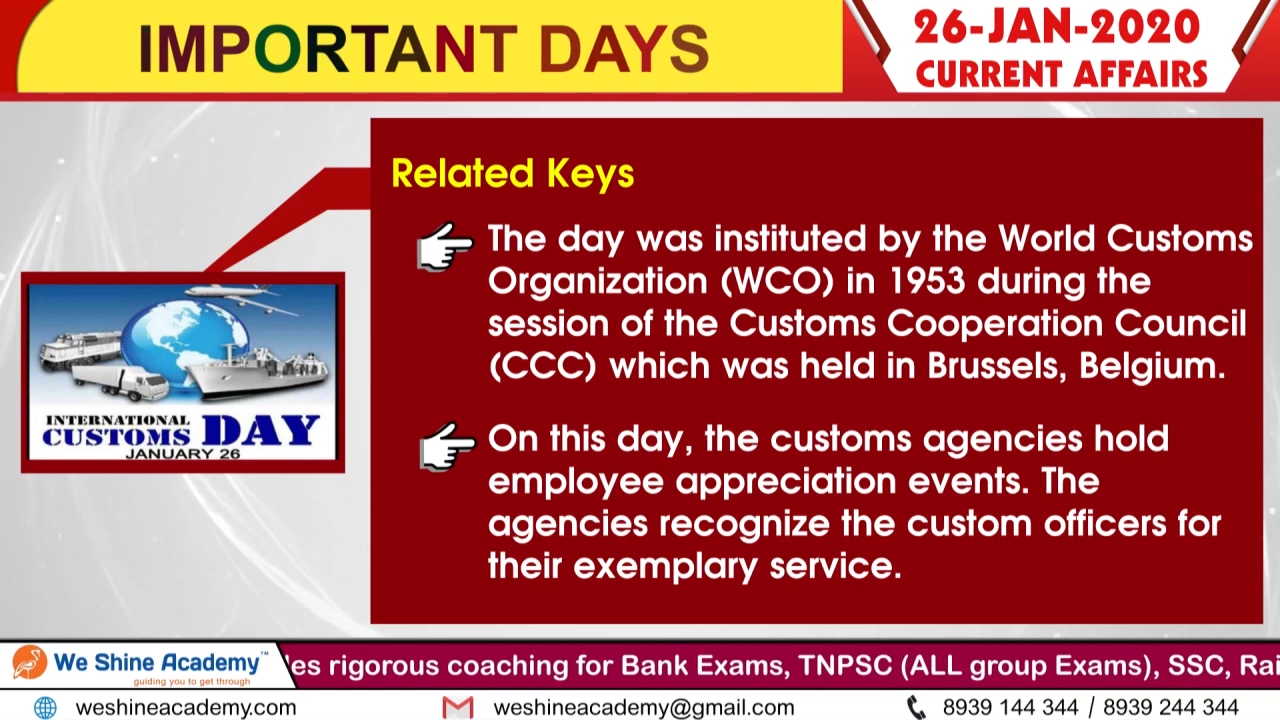 IMPORTANT DAYS
26-JAN-2020
CURRENT AFFAIRS
Related Keys
The day was instituted by the World Customs
Organization (WCO) in 1953 during the
session of the Customs Cooperation Council
(CCC) which was held in Brussels, Belgium.
On this day, the customs agencies hold
employee appreciation events. The
agencies recognize the custom officers for
their exemplary service.
INTERNATIONAL
CUSTOMS DAY
JANUARY 26
We Shine Academy™
guiding you to get through
rigorous coaching for Bank Exams, TNPSC (ALL group Exams), SSC,
weshineacademy.com
weshineacademy@gmail.com
8939 144 344 / 8939 244 344